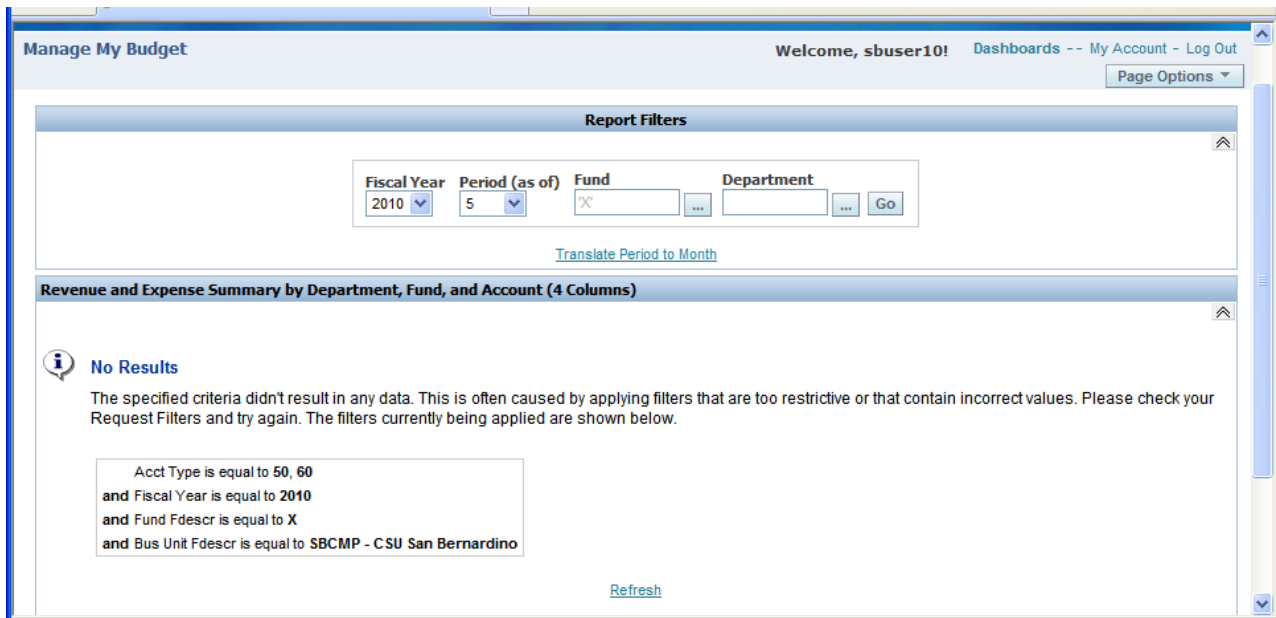 Manage My Budget
Welcome, sbuser10! Dashboards -- My Account - Log Out
Page Options
Report Filters
Fiscal Year Period (as of) Fund Department
2010 5 'X' ... ... Go
Translate Period to Month
Revenue and Expense Summary by Department, Fund, and Account (4 Columns)
No Results
The specified criteria didn't result in any data. This is often caused by applying filters that are too restrictive or that contain incorrect values. Please check your
Request Filters and try again. The filters currently being applied are shown below.
Acct Type is equal to 50, 60
and Fiscal Year is equal to 2010
and Fund Fdescr is equal to X
and Bus Unit Fdescr is equal to SBCMP - CSU San Bernardino
Refresh